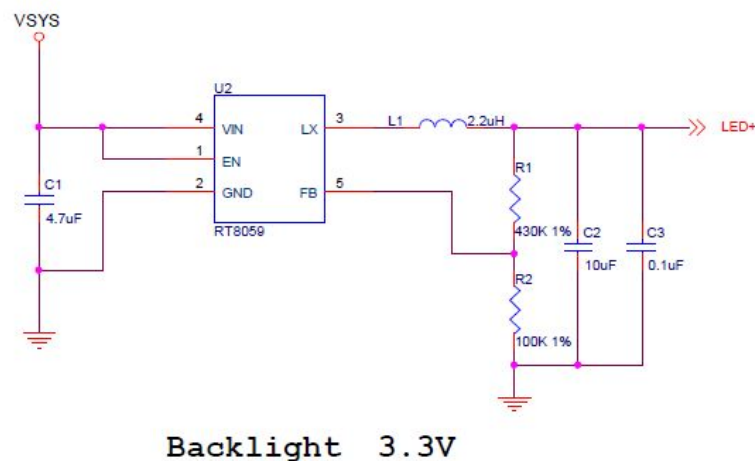 VSYS
U2
4 VIN LX 3 L1 2.2uH LED+
1 EN
C1 2 GND FB 5 R1
4.7uF
RT8059 430K 1% C2 C3
10uF 0.1uF
R2
100K 1%
Backlight 3.3V